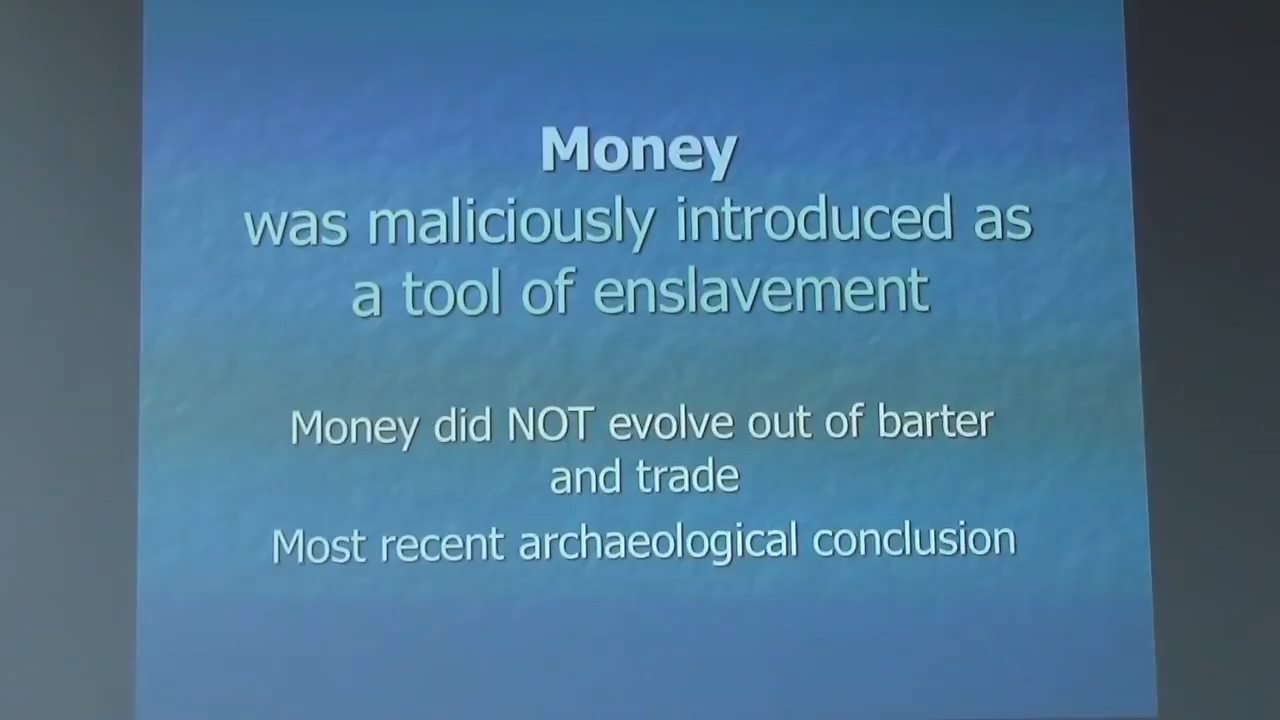 Money
was maliciously introduced as
a tool of enslavement
Money did NOT evolve out of barter
and trade
Most recent archaeological conclusion